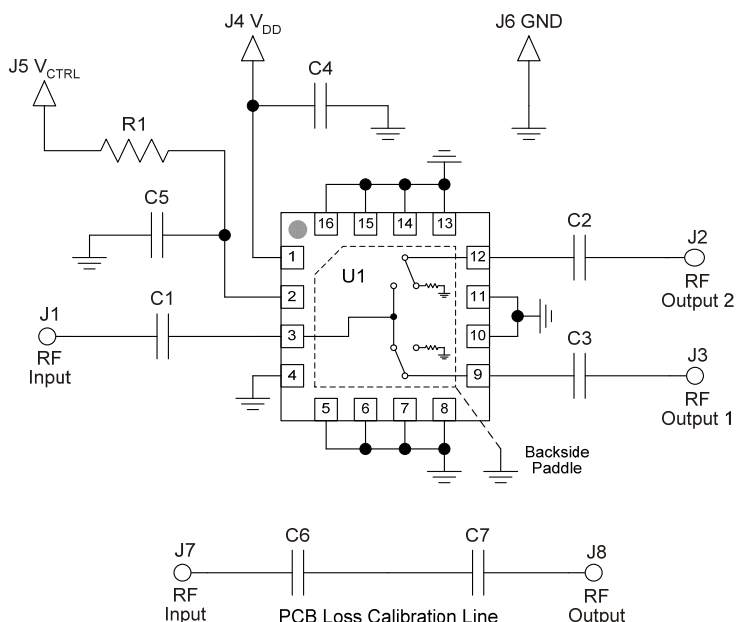 J4 VDD
J6 GND
J5 VCTRL
C4
R1
C5
16
15
14
13
C2
J2
RF
Output 2
1
12
U1
2
11
J1
RF
Input
C1
3
10
C3
J3
RF
Output 1
4
9
5
6
7
8
Backside
Paddle
J7
RF
Input
C6
C7
J8
RF
Output
PCB Loss Calibration Line